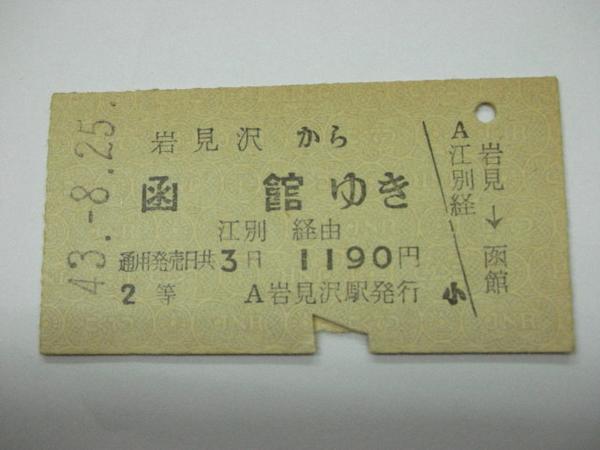 43.-8.25.
岩見沢 から
函 館 ゆき
江別 経由
通用発売日共3日 1190円
2 等 A岩見沢駅発行
A
江別経
岩見→函館
小